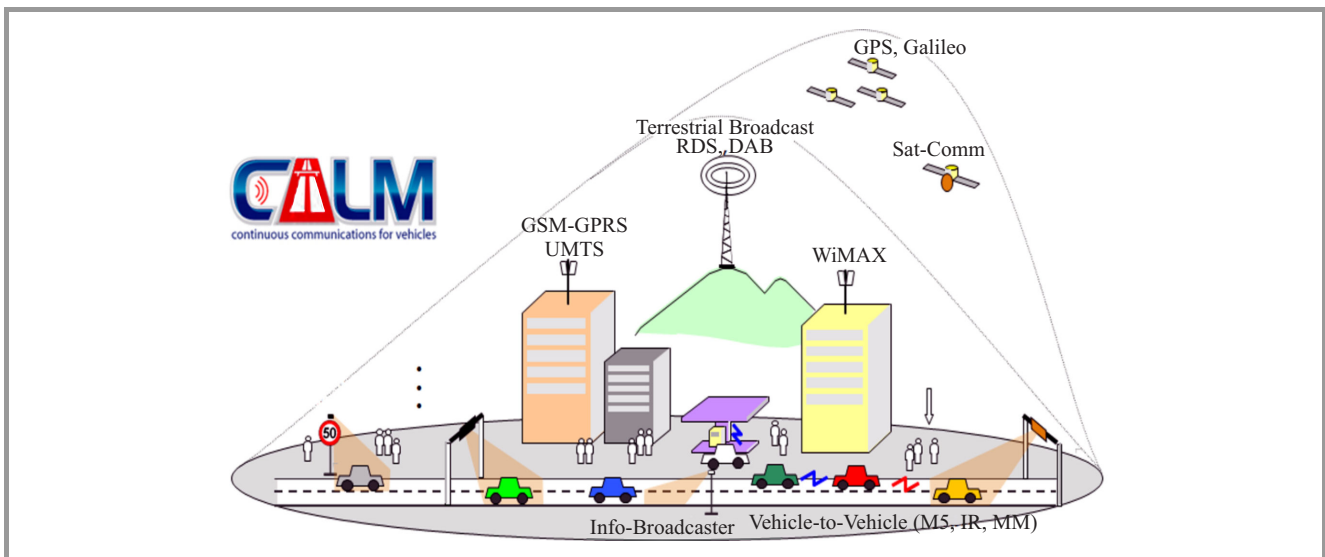 GPS, Galileo
Terrestrial Broadcast
RDS, DAB
Sat-Comm
CALM
continuous communications for vehicles
GSM-GPRS
UMTS
WiMAX
50
Info-Broadcaster
Vehicle-to-Vehicle (M5, IR, MM)